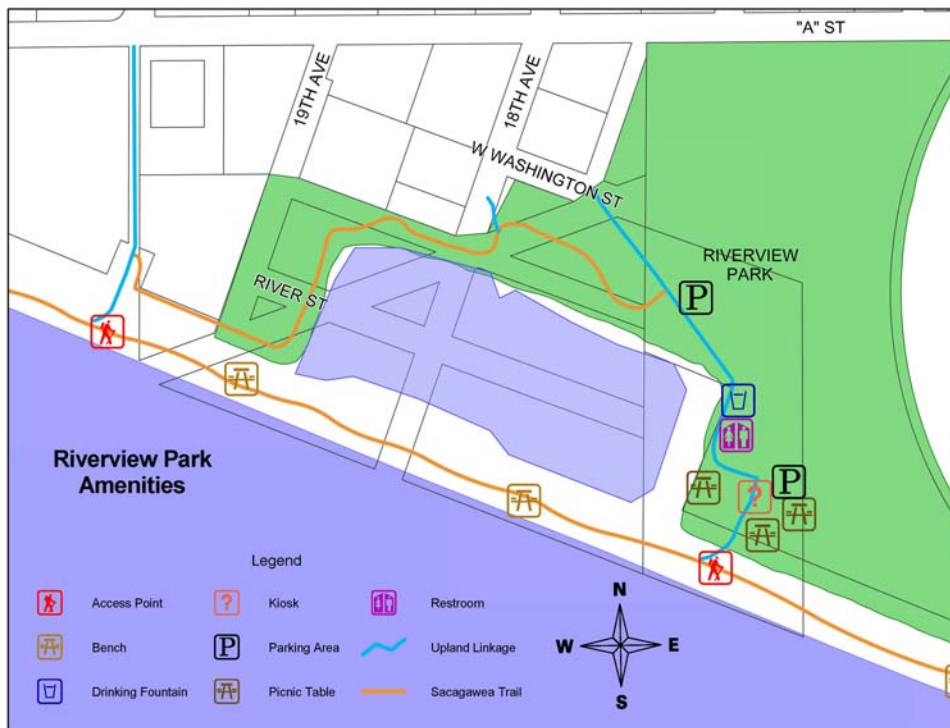 "A" ST
19TH AVE
18TH AVE
W WASHINGTON ST
RIVERVIEW
PARK
RIVER ST
P
P
?
Riverview Park
Amenities
Legend
Access Point
? Kiosk
Restroom
Bench
P Parking Area
Upland Linkage
Drinking Fountain
Picnic Table
Sacagawea Trail
N
W E
S